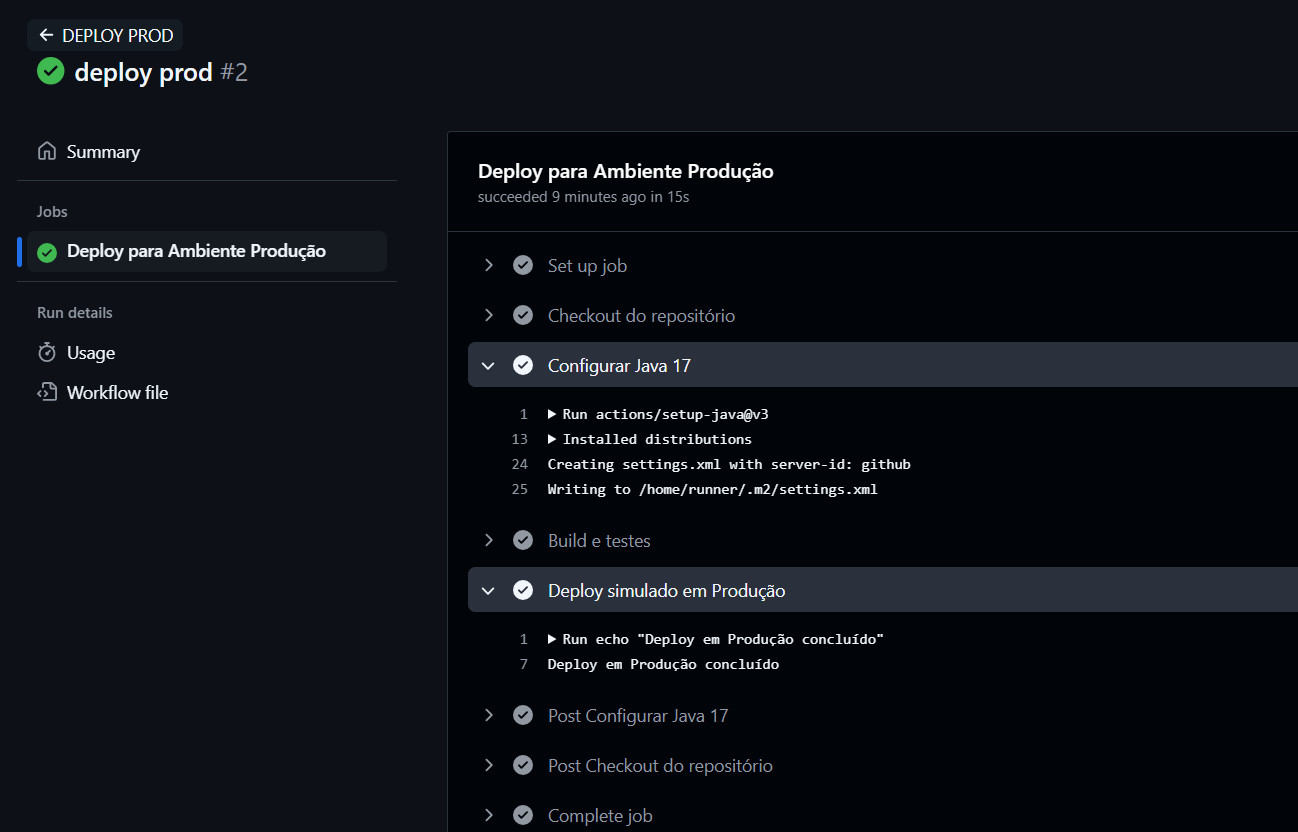 DEPLOY PROD
deploy prod #2
Summary
Jobs
Deploy para Ambiente Produção
Run details
Usage
Workflow file
Deploy para Ambiente Produção
succeeded 9 minutes ago in 15s
Set up job
Checkout do repositório
Configurar Java 17
1 Run actions/setup-java@v3
13 Installed distributions
24 Creating settings.xml with server-id: github
25 Writing to /home/runner/.m2/settings.xml
Build e testes
Deploy simulado em Produção
1 Run echo "Deploy em Produção concluído"
7 Deploy em Produção concluído
Post Configurar Java 17
Post Checkout do repositório
Complete job